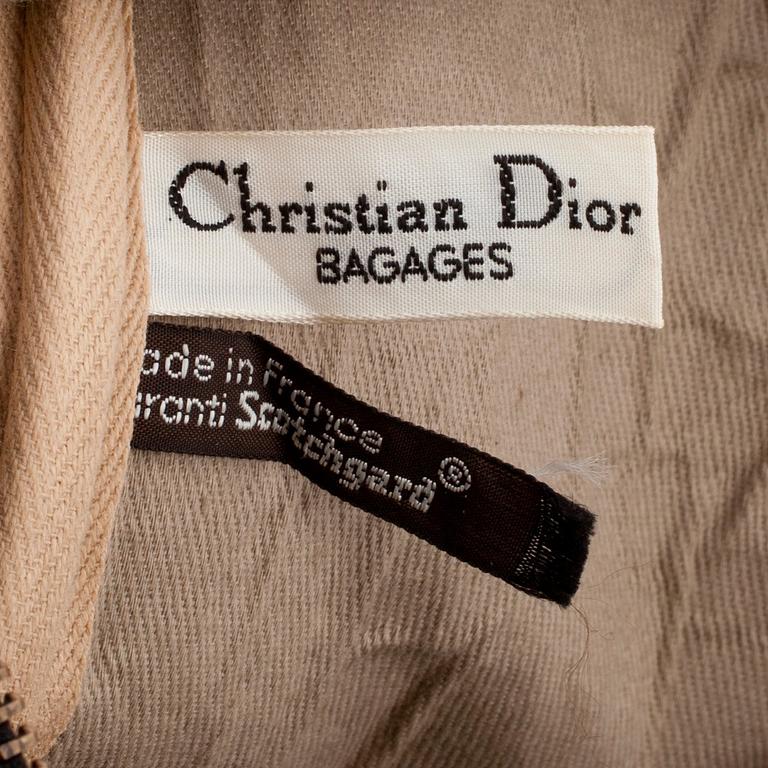 Christian Dior
BAGAGES
ade in France
aranti Scotchgard®